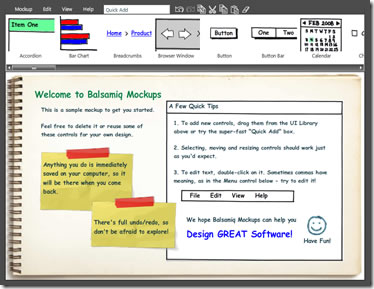 Mockup Edit View Help Quick Add
Item One
Home > Product
Button
One Two
FEB 2008
S M T W T F S
Accordion Bar Chart Breadcrumbs Browser Window Button Button Bar Calendar
Welcome to Balsamiq Mockups
This is a sample mockup to get you started.
Feel free to delete it or reuse some of
these controls for your own design.
Anything you do is immediately
saved on your computer, so it
will be there when you come
back.
There's full undo/redo, so
don't be afraid to explore!
A Few Quick Tips
1. To add new controls, drag them from the UI Library
above or try the super-fast "Quick Add" box.
2. Selecting, moving and resizing controls should work just
as you'd expect.
3. To edit text, double-click on it. Sometimes commas have
meaning, as in the Menu control below - try to edit it!
File Edit View Help
We hope Balsamiq Mockups can help you
Design GREAT Software!
Have Fun!